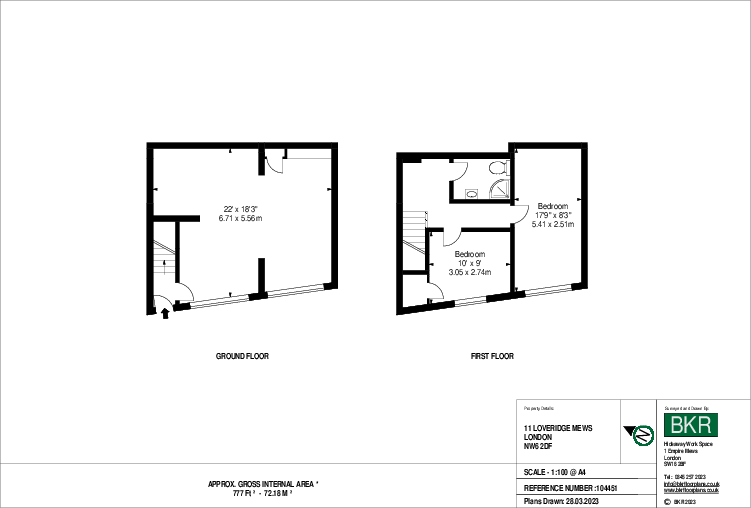 22' x 18'3"
6.71 x 5.56m
Bedroom
17'9" x 8'3"
5.41 x 2.51m
Bedroom
10' x 9'
3.05 x 2.74m
GROUND FLOOR
FIRST FLOOR
Property Details:
11 LOVERIDGE MEWS
LONDON
NW6 2DF
N
Surveyed and Drawn By:
BKR
Hideaway Work Space
1 Empire Mews
London
SW16 2BF
Tel : 0845 257 2023
info@bkrfloorplans.co.uk
www.bkrfloorplans.co.uk
© BKR 2023
SCALE - 1:100 @ A4
REFERENCE NUMBER :104451
Plans Drawn: 28.03.2023
APPROX. GROSS INTERNAL AREA *
777 Ft ² - 72.18 M ²